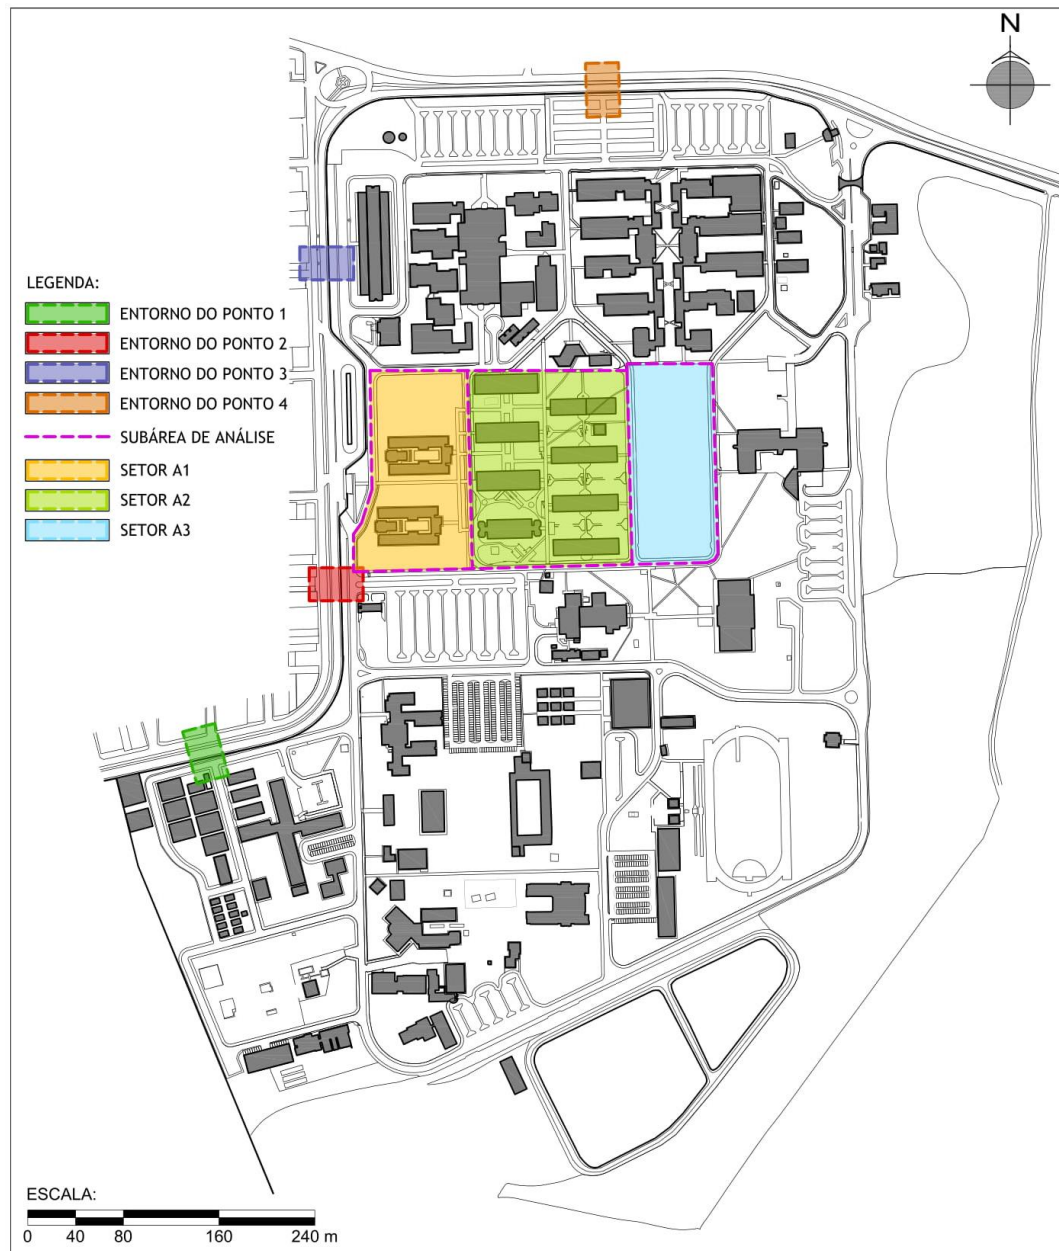 N
LEGENDA:
ENTORNO DO PONTO 1
ENTORNO DO PONTO 2
ENTORNO DO PONTO 3
ENTORNO DO PONTO 4
SUBÁREA DE ANÁLISE
SETOR A1
SETOR A2
SETOR A3
ESCALA:
0 40 80 160 240 m